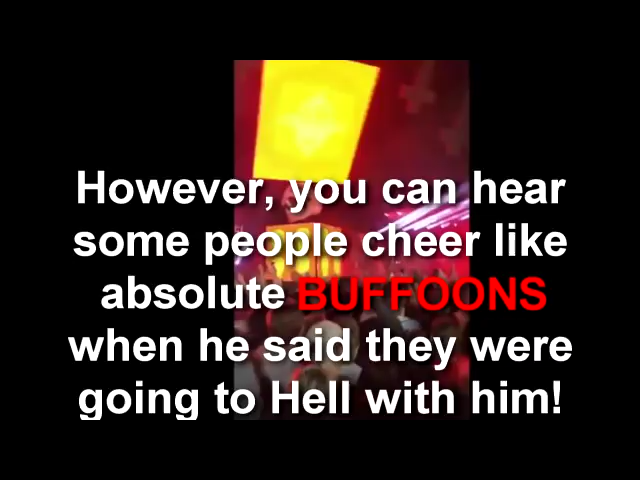 However, you can hear
some people cheer like
absolute BUFFOONS
when he said they were
going to Hell with him!